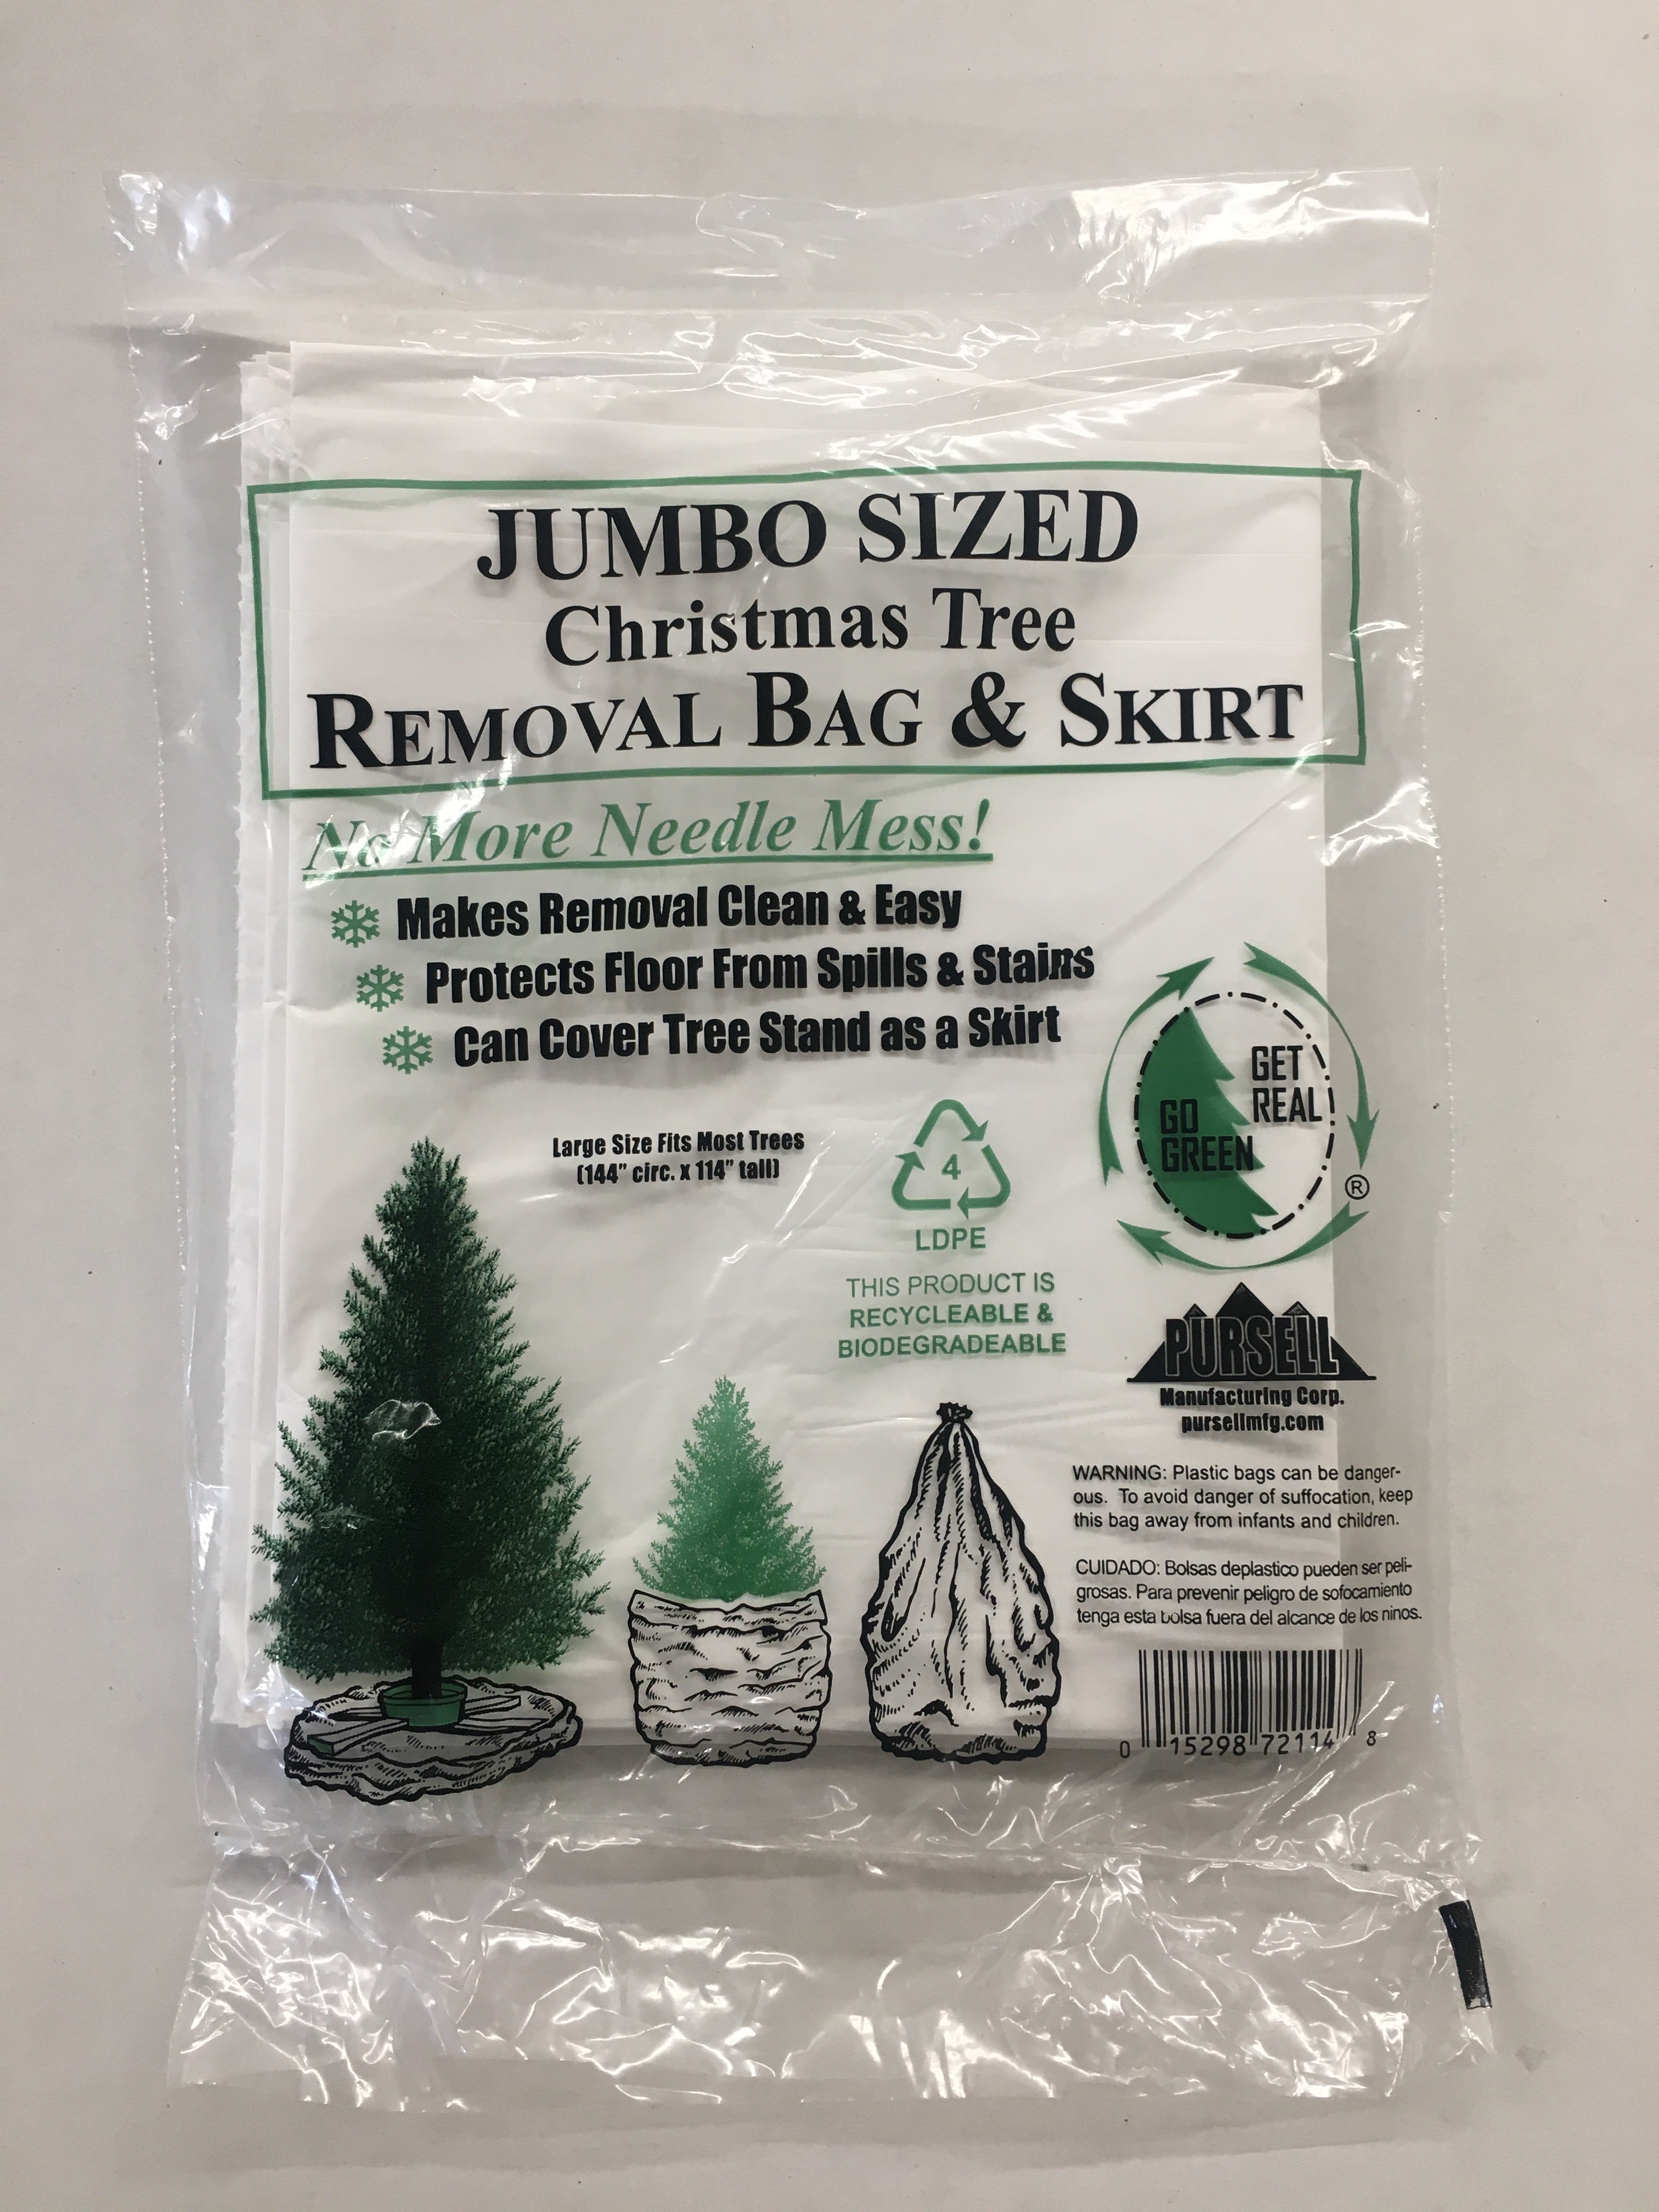 JUMBO SIZED
Christmas Tree
REMOVAL BAG & SKIRT
No More Needle Mess!
Makes Removal Clean & Easy
Protects Floor From Spills & Stains
Can Cover Tree Stand as a Skirt
Large Size Fits Most Trees
(144" circ. x 114" tall)
4
LDPE
THIS PRODUCT IS
RECYCLEABLE &
BIODEGRADEABLE
GET
REAL
GO
GREEN
®
PURSELL
Manufacturing Corp.
pursellmfg.com
WARNING: Plastic bags can be danger-
ous. To avoid danger of suffocation, keep
this bag away from infants and children.
CUIDADO: Bolsas deplastico pueden ser peli-
grosas. Para prevenir peligro de sofocamiento
tenga esta bolsa fuera del alcance de los ninos.
0 15298 72114 8